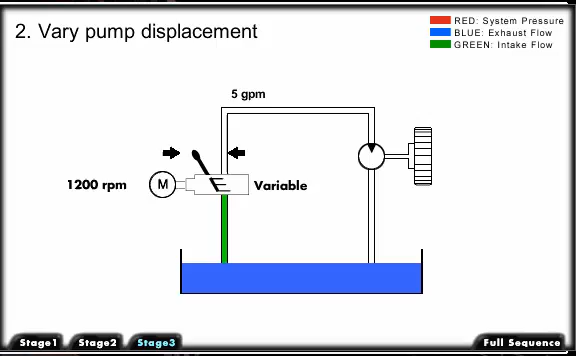 2. Vary pump displacement
RED: System Pressure
BLUE: Exhaust Flow
GREEN: Intake Flow
5 gpm
1200 rpm
M
Variable
Stage1
Stage2
Stage3
Full Sequence